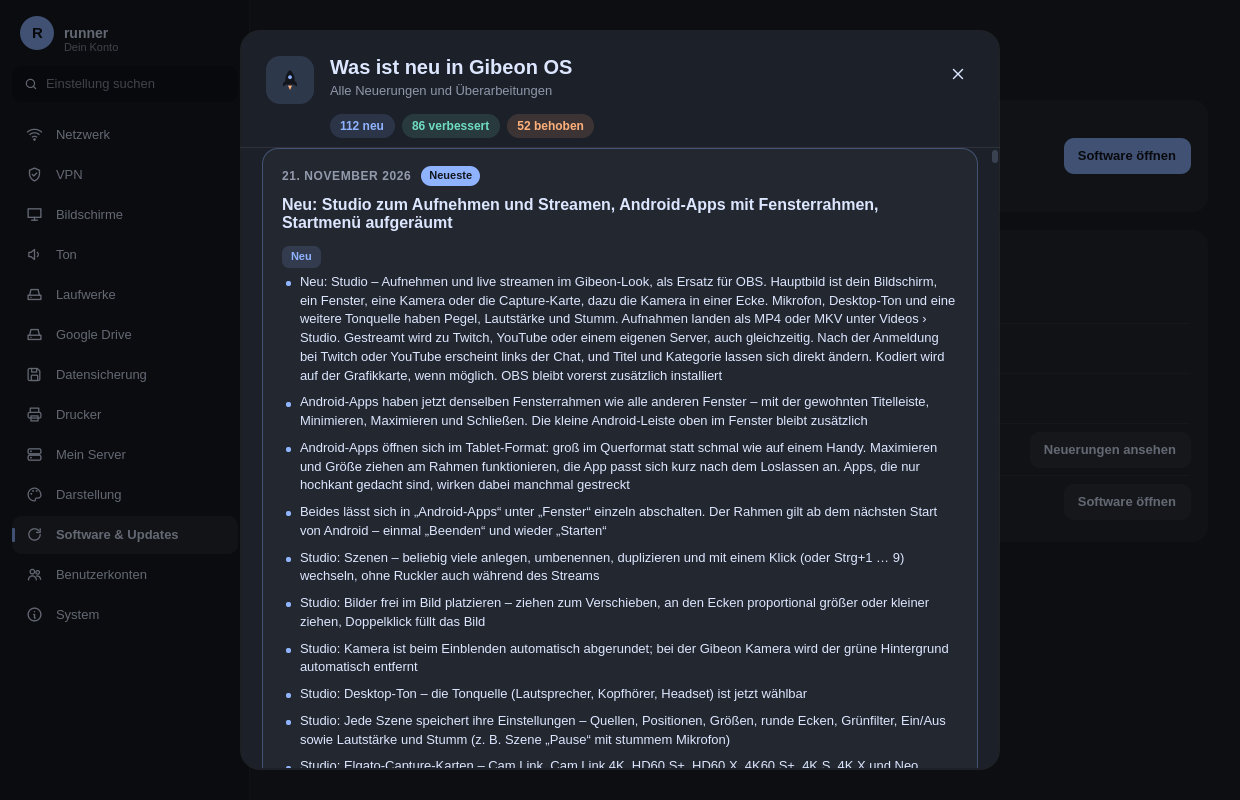 R
runner
Dein Konto
Einstellung suchen
Netzwerk
VPN
Bildschirme
Ton
Laufwerke
Google Drive
Datensicherung
Drucker
Mein Server
Darstellung
Software & Updates
Benutzerkonten
System
Was ist neu in Gibeon OS
Alle Neuerungen und Überarbeitungen
112 neu 86 verbessert 52 behoben
21. NOVEMBER 2026 Neueste
Neu: Studio zum Aufnehmen und Streamen, Android-Apps mit Fensterrahmen,
Startmenü aufgeräumt
Neu
Neu: Studio – Aufnehmen und live streamen im Gibeon-Look, als Ersatz für OBS. Hauptbild ist dein Bildschirm,
ein Fenster, eine Kamera oder die Capture-Karte, dazu die Kamera in einer Ecke. Mikrofon, Desktop-Ton und eine
weitere Tonquelle haben Pegel, Lautstärke und Stumm. Aufnahmen landen als MP4 oder MKV unter Videos ›
Studio. Gestreamt wird zu Twitch, YouTube oder einem eigenen Server, auch gleichzeitig. Nach der Anmeldung
bei Twitch oder YouTube erscheint links der Chat, und Titel und Kategorie lassen sich direkt ändern. Kodiert wird
auf der Grafikkarte, wenn möglich. OBS bleibt vorerst zusätzlich installiert
Android-Apps haben jetzt denselben Fensterrahmen wie alle anderen Fenster – mit der gewohnten Titelleiste,
Minimieren, Maximieren und Schließen. Die kleine Android-Leiste oben im Fenster bleibt zusätzlich
Android-Apps öffnen sich im Tablet-Format: groß im Querformat statt schmal wie auf einem Handy. Maximieren
und Größe ziehen am Rahmen funktionieren, die App passt sich kurz nach dem Loslassen an. Apps, die nur
hochkant gedacht sind, wirken dabei manchmal gestreckt
Beides lässt sich in „Android-Apps“ unter „Fenster“ einzeln abschalten. Der Rahmen gilt ab dem nächsten Start
von Android – einmal „Beenden“ und wieder „Starten“
Studio: Szenen – beliebig viele anlegen, umbenennen, duplizieren und mit einem Klick (oder Strg+1 … 9)
wechseln, ohne Ruckler auch während des Streams
Studio: Bilder frei im Bild platzieren – ziehen zum Verschieben, an den Ecken proportional größer oder kleiner
ziehen, Doppelklick füllt das Bild
Studio: Kamera ist beim Einblenden automatisch abgerundet; bei der Gibeon Kamera wird der grüne Hintergrund
automatisch entfernt
Studio: Desktop-Ton – die Tonquelle (Lautsprecher, Kopfhörer, Headset) ist jetzt wählbar
Studio: Jede Szene speichert ihre Einstellungen – Quellen, Positionen, Größen, runde Ecken, Grünfilter, Ein/Aus
sowie Lautstärke und Stumm (z. B. Szene „Pause“ mit stummem Mikrofon)
Studio: Elgato-Capture-Karten – Cam Link, Cam Link 4K, HD60 S+, HD60 X, 4K60 S+, 4K S, 4K X und Neo
Software öffnen
Neuerungen ansehen
Software öffnen